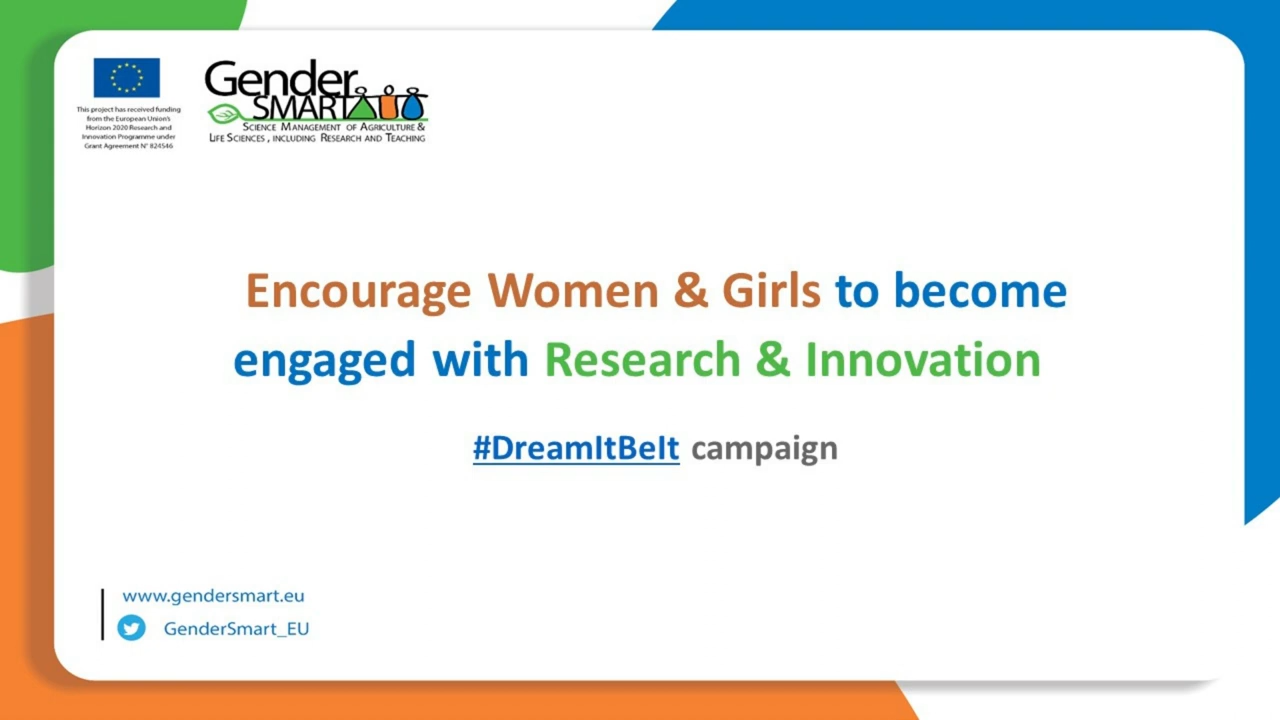 This project has received funding
from the European Union's
Horizon 2020 Research and
Innovation Programme under
Grant Agreement N° 824546
Gender
SMART
SCIENCE MANAGEMENT OF AGRICULTURE &
LIFE SCIENCES, INCLUDING RESEARCH AND TEACHING
Encourage Women & Girls to become
engaged with Research & Innovation
#DreamItBeIt campaign
www.gendersmart.eu
GenderSmart_EU